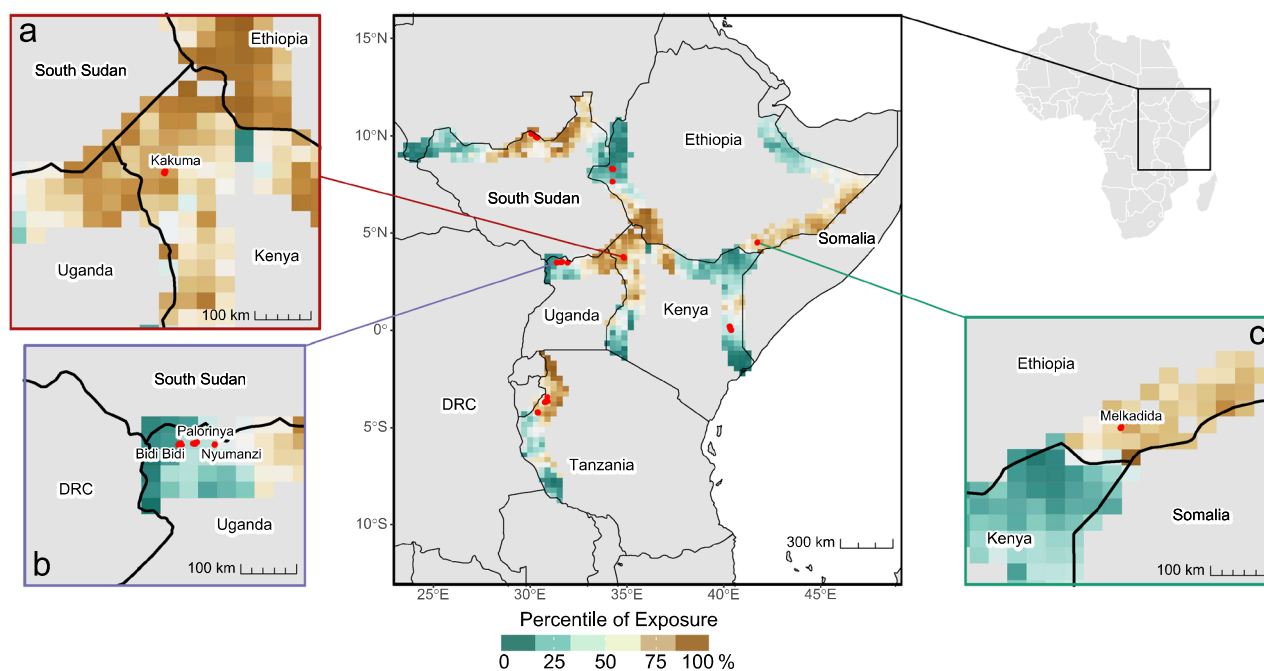 a
Ethiopia
South Sudan
Kakuma
Uganda
Kenya
100 km
South Sudan
Palorinya
Bidi Bidi
Nyumanzi
DRC
Uganda
b
100 km
15°N
10°N
5°N
0°
5°S
10°S
Ethiopia
South Sudan
Somalia
Uganda
Kenya
DRC
Tanzania
300 km
25°E
30°E
35°E
40°E
45°E
c
Ethiopia
Melkadida
Somalia
Kenya
100 km
Percentile of Exposure
0
25
50
75
100 %